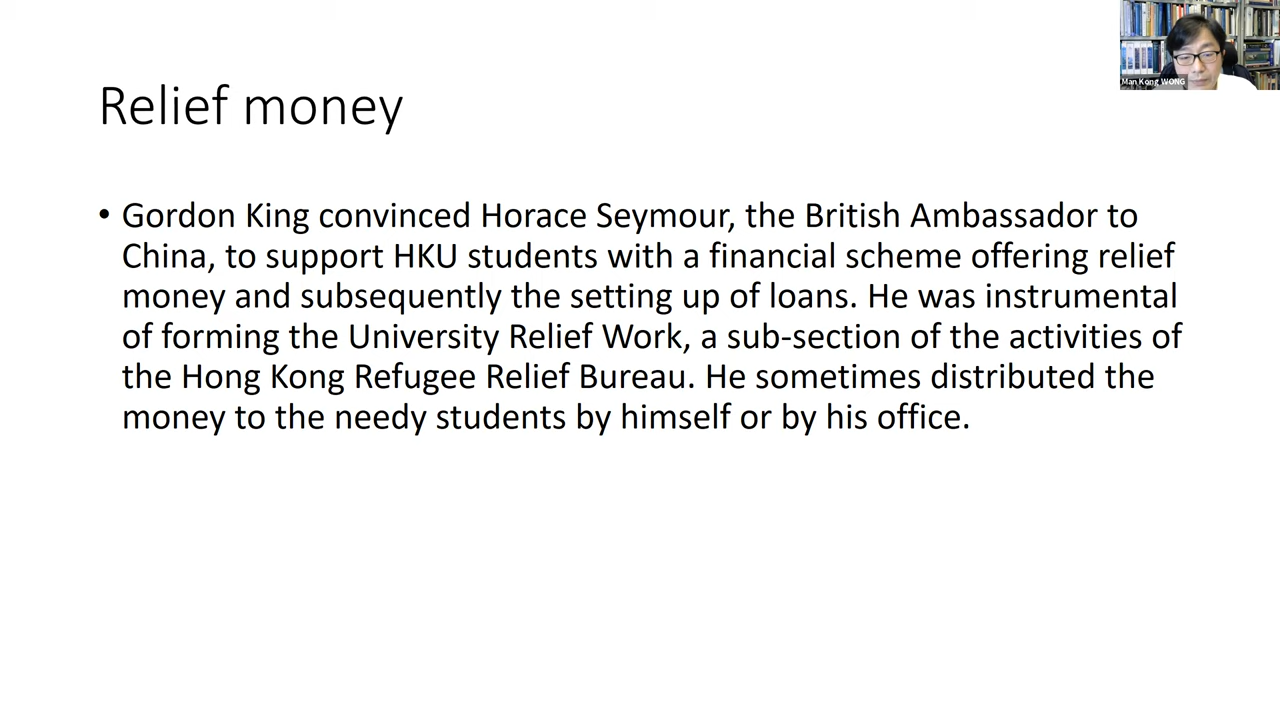 Man Kong WONG
Relief money
• Gordon King convinced Horace Seymour, the British Ambassador to
China, to support HKU students with a financial scheme offering relief
money and subsequently the setting up of loans. He was instrumental
of forming the University Relief Work, a sub-section of the activities of
the Hong Kong Refugee Relief Bureau. He sometimes distributed the
money to the needy students by himself or by his office.